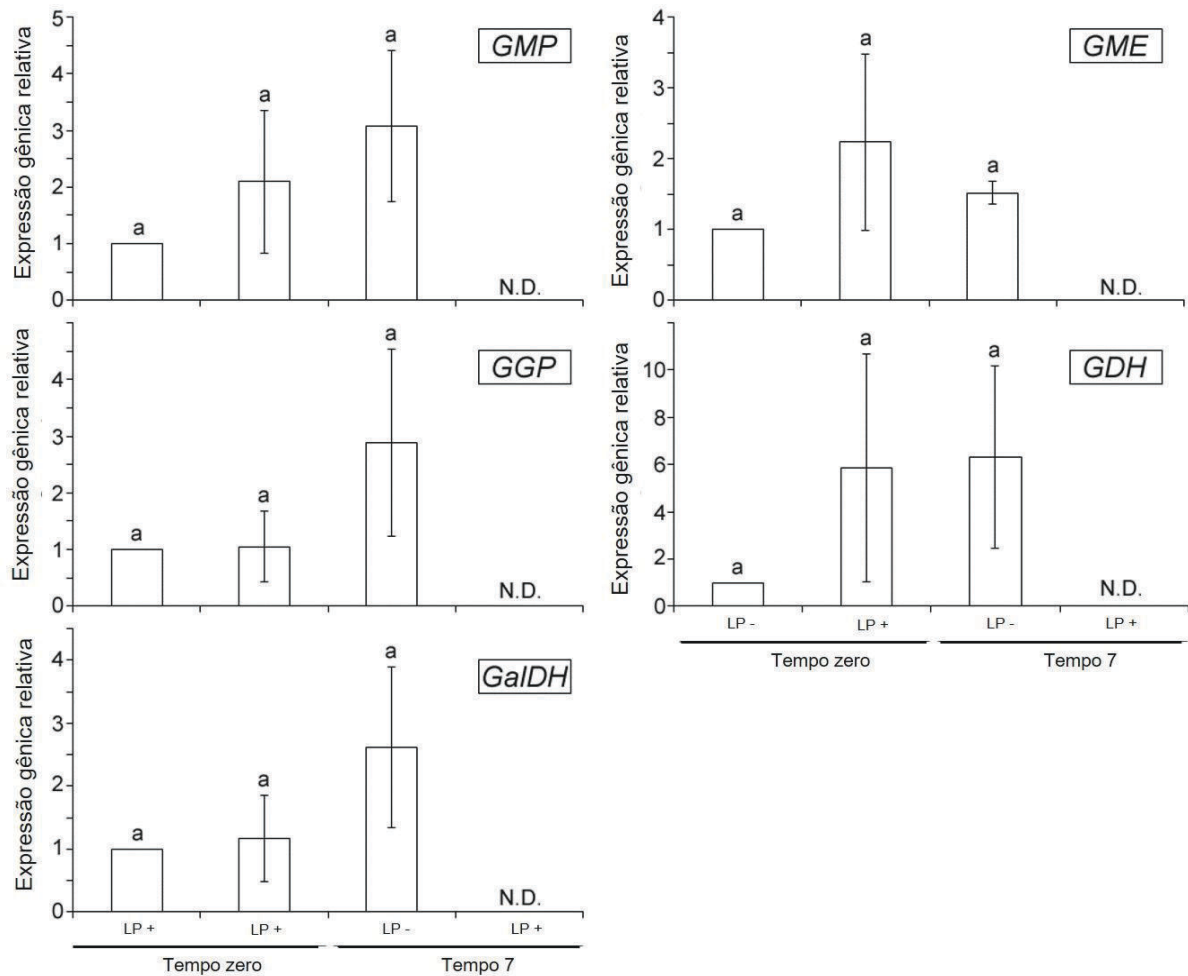 Expressão gênica relativa
5
4
3
2
1
0
a
a
a
N.D.
GMP
Expressão gênica relativa
4
3
2
1
0
a
a
a
N.D.
GME
Expressão gênica relativa
4
3
2
1
0
a
a
a
N.D.
GGP
Expressão gênica relativa
10
8
6
4
2
0
a
a
a
N.D.
GDH
LP - LP + LP - LP +
Tempo zero Tempo 7
Expressão gênica relativa
4
3
2
1
0
a
a
a
N.D.
GalDH
LP + LP + LP - LP +
Tempo zero Tempo 7